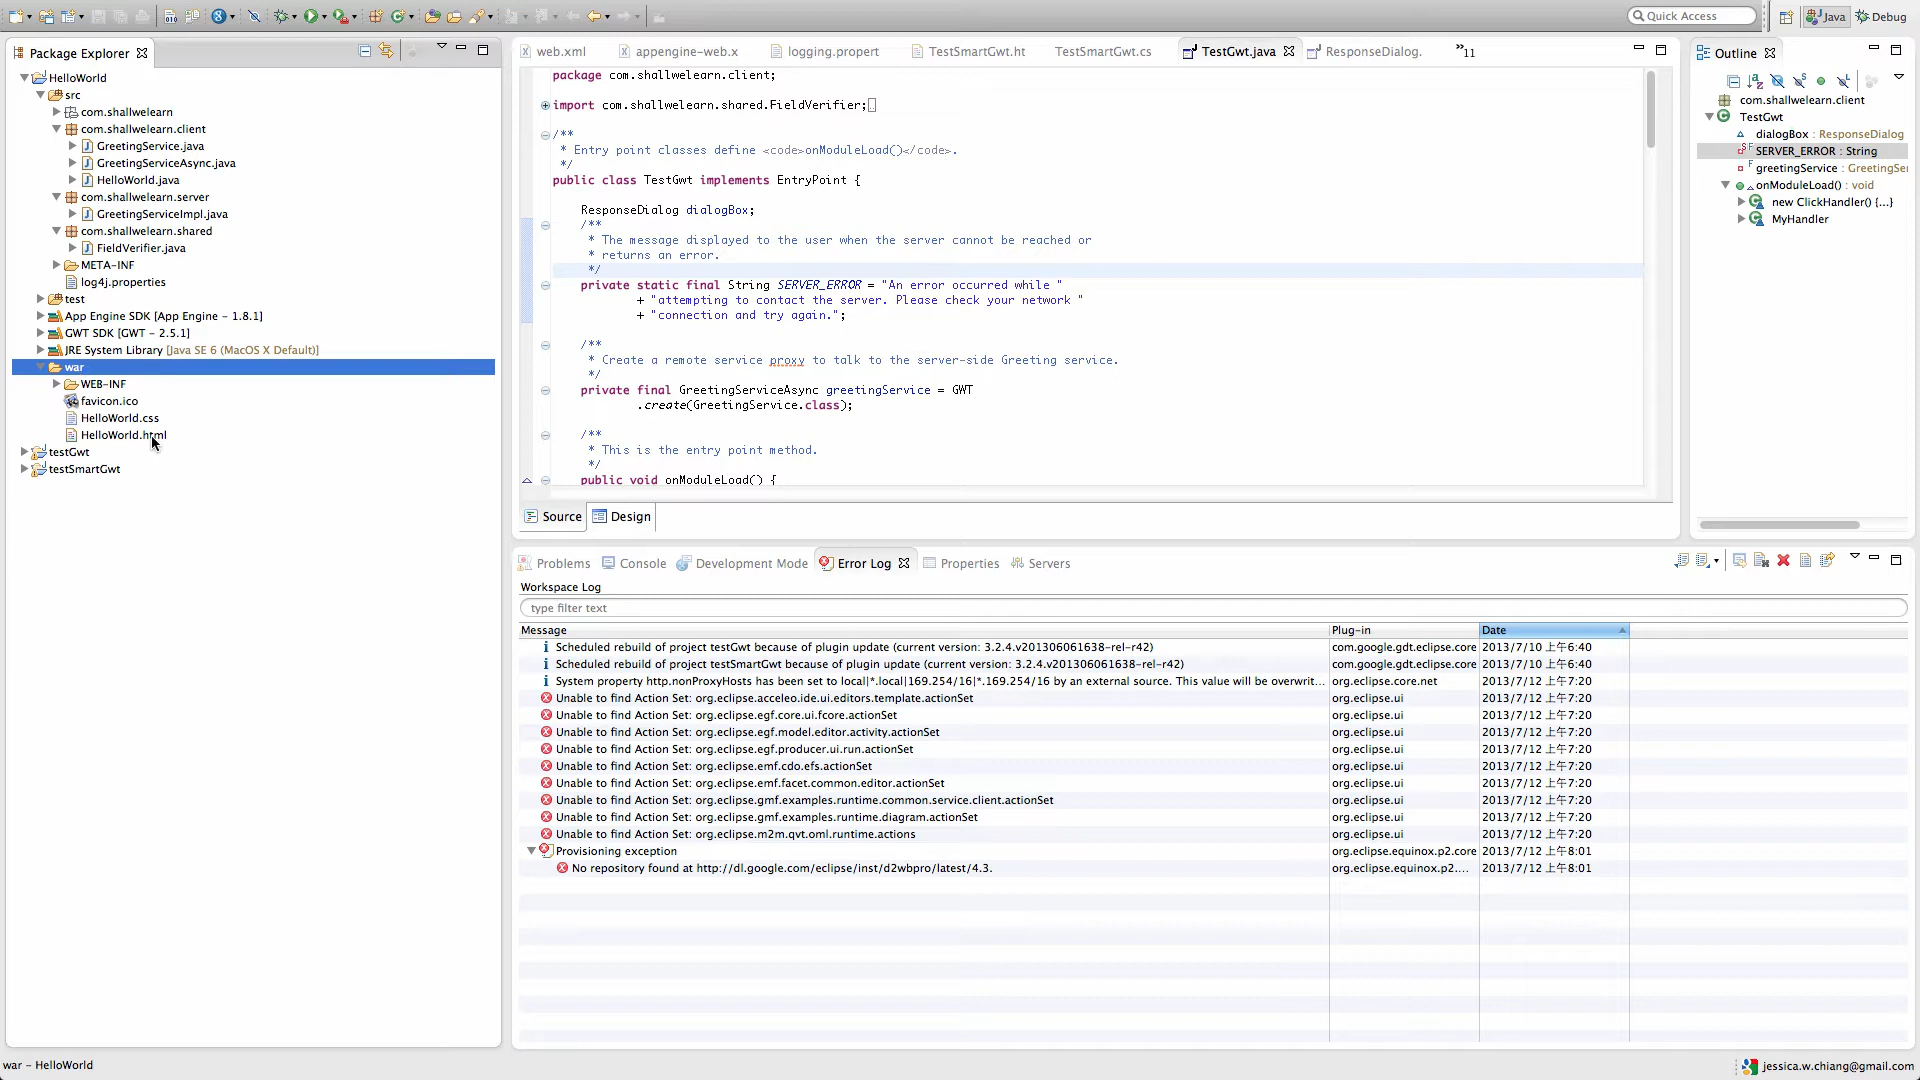 Quick Access
Java
Debug
Package Explorer
HelloWorld
src
com.shallwelearn
com.shallwelearn.client
GreetingService.java
GreetingServiceAsync.java
HelloWorld.java
com.shallwelearn.server
GreetingServiceImpl.java
com.shallwelearn.shared
FieldVerifier.java
META-INF
log4j.properties
test
App Engine SDK [App Engine - 1.8.1]
GWT SDK [GWT - 2.5.1]
JRE System Library [Java SE 6 (MacOS X Default)]
war
WEB-INF
favicon.ico
HelloWorld.css
HelloWorld.html
testGwt
testSmartGwt
web.xml
appengine-web.x
logging.propert
TestSmartGwt.ht
TestSmartGwt.cs
TestGwt.java
ResponseDialog.
»11
package com.shallwelearn.client;
import com.shallwelearn.shared.FieldVerifier;
/**
* Entry point classes define <code>onModuleLoad()</code>.
*/
public class TestGwt implements EntryPoint {
ResponseDialog dialogBox;
/**
* The message displayed to the user when the server cannot be reached or
* returns an error.
*/
private static final String SERVER_ERROR = "An error occurred while "
+ "attempting to contact the server. Please check your network "
+ "connection and try again.";
/**
* Create a remote service proxy to talk to the server-side Greeting service.
*/
private final GreetingServiceAsync greetingService = GWT
.create(GreetingService.class);
/**
* This is the entry point method.
*/
public void onModuleLoad() {
Source
Design
Outline
com.shallwelearn.client
TestGwt
dialogBox : ResponseDialog
SERVER_ERROR : String
greetingService : GreetingSe
onModuleLoad() : void
new ClickHandler() {...}
MyHandler
Problems
Console
Development Mode
Error Log
Properties
Servers
Workspace Log
type filter text
Message Plug-in Date
Scheduled rebuild of project testGwt because of plugin update (current version: 3.2.4.v201306061638-rel-r42) com.google.gdt.eclipse.core 2013/7/10 上午6:40
Scheduled rebuild of project testSmartGwt because of plugin update (current version: 3.2.4.v201306061638-rel-r42) com.google.gdt.eclipse.core 2013/7/10 上午6:40
System property http.nonProxyHosts has been set to local|*.local|169.254/16|*.169.254/16 by an external source. This value will be overwrit... org.eclipse.core.net 2013/7/12 上午7:20
Unable to find Action Set: org.eclipse.acceleo.ide.ui.editors.template.actionSet org.eclipse.ui 2013/7/12 上午7:20
Unable to find Action Set: org.eclipse.egf.core.ui.fcore.actionSet org.eclipse.ui 2013/7/12 上午7:20
Unable to find Action Set: org.eclipse.egf.model.editor.activity.actionSet org.eclipse.ui 2013/7/12 上午7:20
Unable to find Action Set: org.eclipse.egf.producer.ui.run.actionSet org.eclipse.ui 2013/7/12 上午7:20
Unable to find Action Set: org.eclipse.emf.cdo.efs.actionSet org.eclipse.ui 2013/7/12 上午7:20
Unable to find Action Set: org.eclipse.emf.facet.common.editor.actionSet org.eclipse.ui 2013/7/12 上午7:20
Unable to find Action Set: org.eclipse.gmf.examples.runtime.common.service.client.actionSet org.eclipse.ui 2013/7/12 上午7:20
Unable to find Action Set: org.eclipse.gmf.examples.runtime.diagram.actionSet org.eclipse.ui 2013/7/12 上午7:20
Unable to find Action Set: org.eclipse.m2m.qvt.oml.runtime.actions org.eclipse.ui 2013/7/12 上午7:20
Provisioning exception org.eclipse.equinox.p2.core 2013/7/12 上午8:01
No repository found at http://dl.google.com/eclipse/inst/d2wbpro/latest/4.3. org.eclipse.equinox.p2.... 2013/7/12 上午8:01
war - HelloWorld
jessica.w.chiang@gmail.com